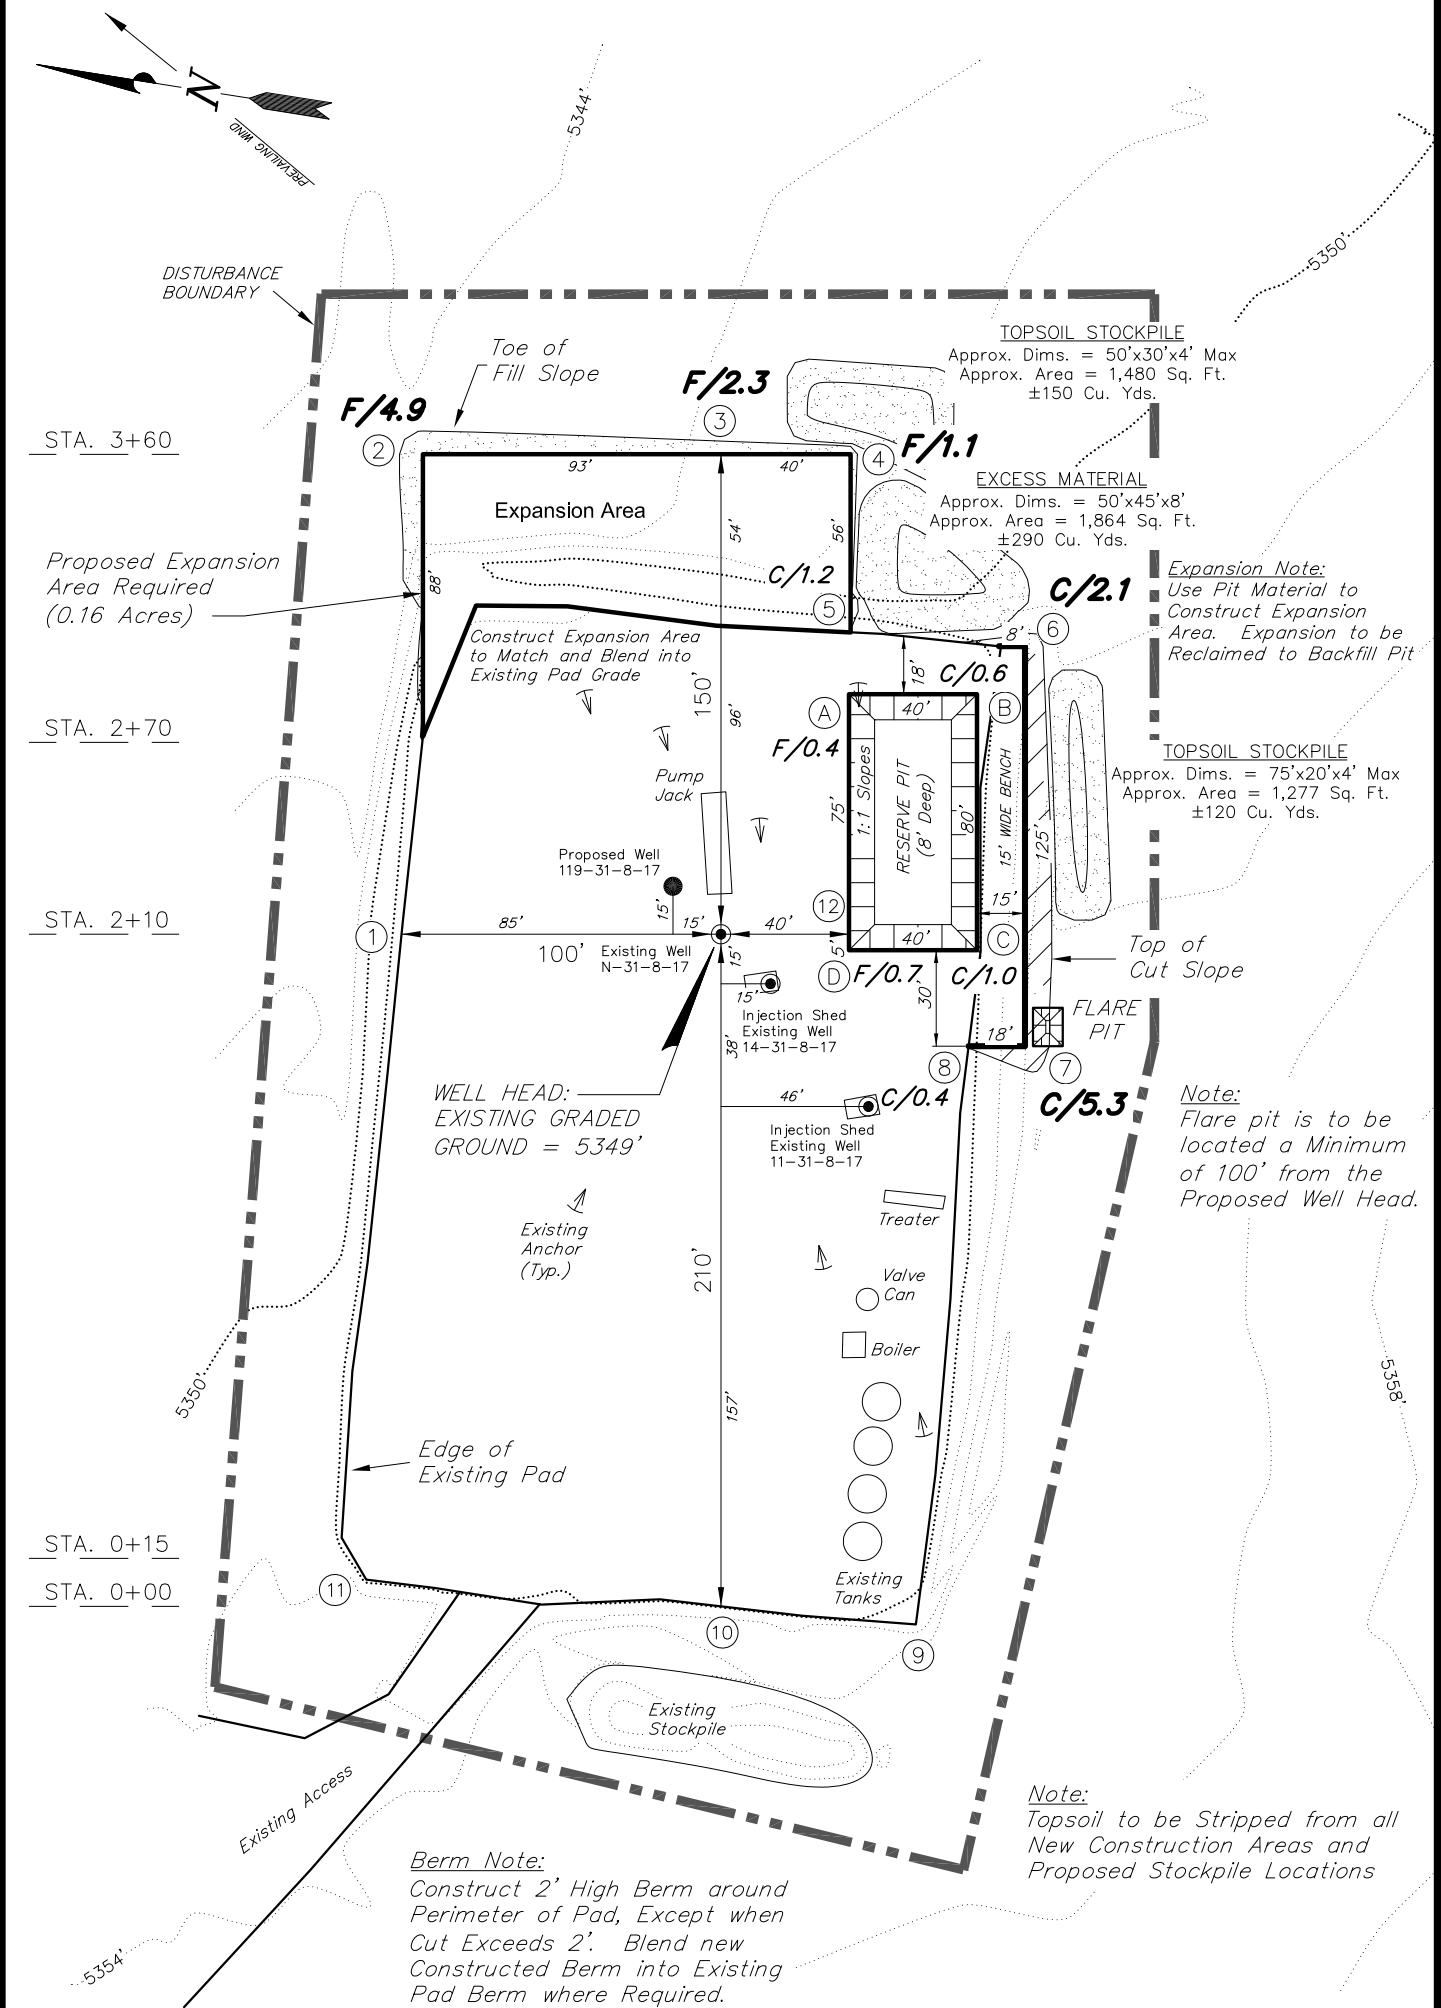 N
PREVAILING WIND
5344'
5350'
DISTURBANCE
BOUNDARY
Toe of
Fill Slope
TOPSOIL STOCKPILE
Approx. Dims. = 50'x30'x4' Max
Approx. Area = 1,480 Sq. Ft.
±150 Cu. Yds.
F/4.9
F/2.3
F/1.1
STA. 3+60
2
3
4
93'
40'
EXCESS MATERIAL
Approx. Dims. = 50'x45'x8'
Approx. Area = 1,864 Sq. Ft.
±290 Cu. Yds.
Expansion Area
54'
56'
Proposed Expansion
Area Required
(0.16 Acres)
88'
C/1.2
5
C/2.1
6
8'
Expansion Note:
Use Pit Material to
Construct Expansion
Area. Expansion to be
Reclaimed to Backfill Pit
Construct Expansion Area
to Match and Blend into
Existing Pad Grade
150'
96'
18'
C/0.6
A
40'
B
STA. 2+70
F/0.4
TOPSOIL STOCKPILE
Approx. Dims. = 75'x20'x4' Max
Approx. Area = 1,277 Sq. Ft.
±120 Cu. Yds.
Pump
Jack
75'
1:1 Slopes
RESERVE PIT
(8' Deep)
80'
15' WIDE BENCH
125'
Proposed Well
119-31-8-17
15'
12
15'
STA. 2+10
1
85'
100'
15'
40'
40'
C
5'
Existing Well
N-31-8-17
15'
15'
D
F/0.7
C/1.0
30'
Top of
Cut Slope
Injection Shed
Existing Well
14-31-8-17
38'
FLARE
PIT
18'
8
7
WELL HEAD:
EXISTING GRADED
GROUND = 5349'
46'
C/0.4
C/5.3
Injection Shed
Existing Well
11-31-8-17
Note:
Flare pit is to be
located a Minimum
of 100' from the
Proposed Well Head.
Existing
Anchor
(Typ.)
Treater
210'
Valve
Can
Boiler
5350'
5358'
157'
Edge of
Existing Pad
STA. 0+15
STA. 0+00
11
Existing
Tanks
10
9
Existing
Stockpile
Existing Access
Note:
Topsoil to be Stripped from all
New Construction Areas and
Proposed Stockpile Locations
Berm Note:
Construct 2' High Berm around
Perimeter of Pad, Except when
Cut Exceeds 2'. Blend new
Constructed Berm into Existing
Pad Berm where Required.
5354'